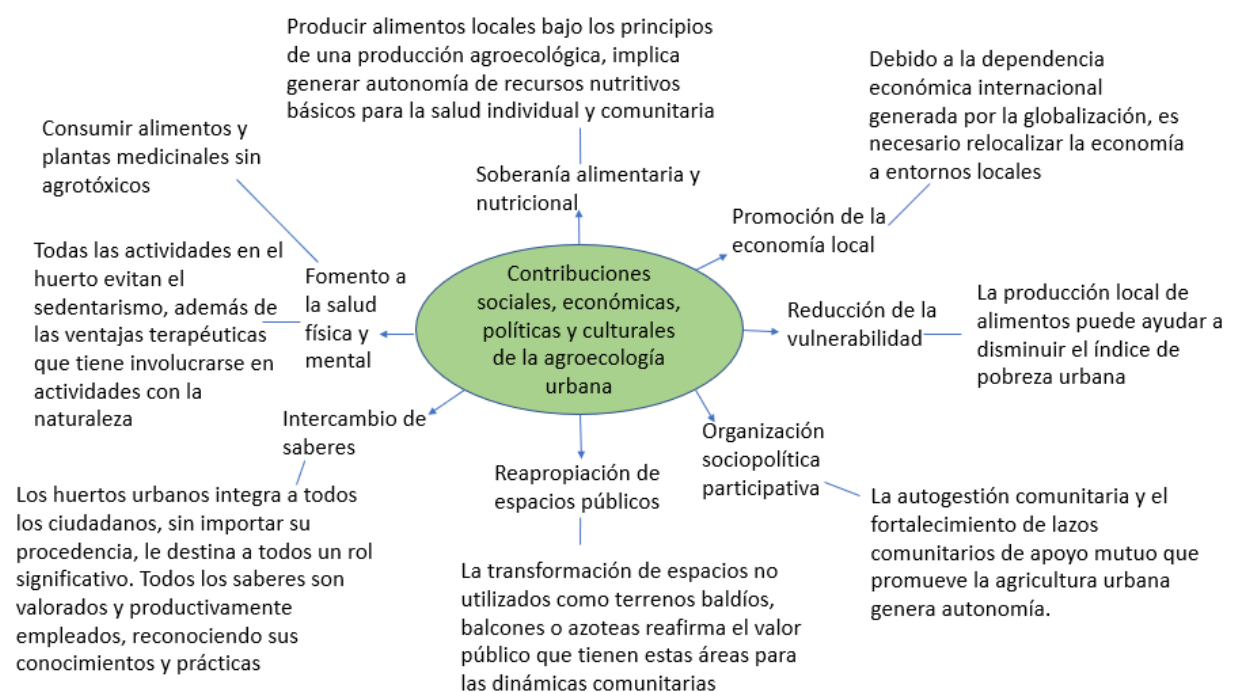 Producir alimentos locales bajo los principios
de una producción agroecológica, implica
generar autonomía de recursos nutritivos
básicos para la salud individual y comunitaria
Soberanía alimentaria y
nutricional
Debido a la dependencia
económica internacional
generada por la globalización, es
necesario relocalizar la economía
a entornos locales
Promoción de la
economía local
Consumir alimentos y
plantas medicinales sin
agrotóxicos
Todas las actividades en el
huerto evitan el
sedentarismo, además de
las ventajas terapéuticas
que tiene involucrarse en
actividades con la
naturaleza
Fomento a
la salud
física y
mental
Contribuciones
sociales, económicas,
políticas y culturales
de la agroecología
urbana
Reducción de la
vulnerabilidad
La producción local de
alimentos puede ayudar a
disminuir el índice de
pobreza urbana
Intercambio de
saberes
Los huertos urbanos integra a todos
los ciudadanos, sin importar su
procedencia, le destina a todos un rol
significativo. Todos los saberes son
valorados y productivamente
empleados, reconociendo sus
conocimientos y prácticas
Reapropiación de
espacios públicos
La transformación de espacios no
utilizados como terrenos baldíos,
balcones o azoteas reafirma el valor
público que tienen estas áreas para
las dinámicas comunitarias
Organización
sociopolítica
participativa
La autogestión comunitaria y el
fortalecimiento de lazos
comunitarios de apoyo mutuo que
promueve la agricultura urbana
genera autonomía.